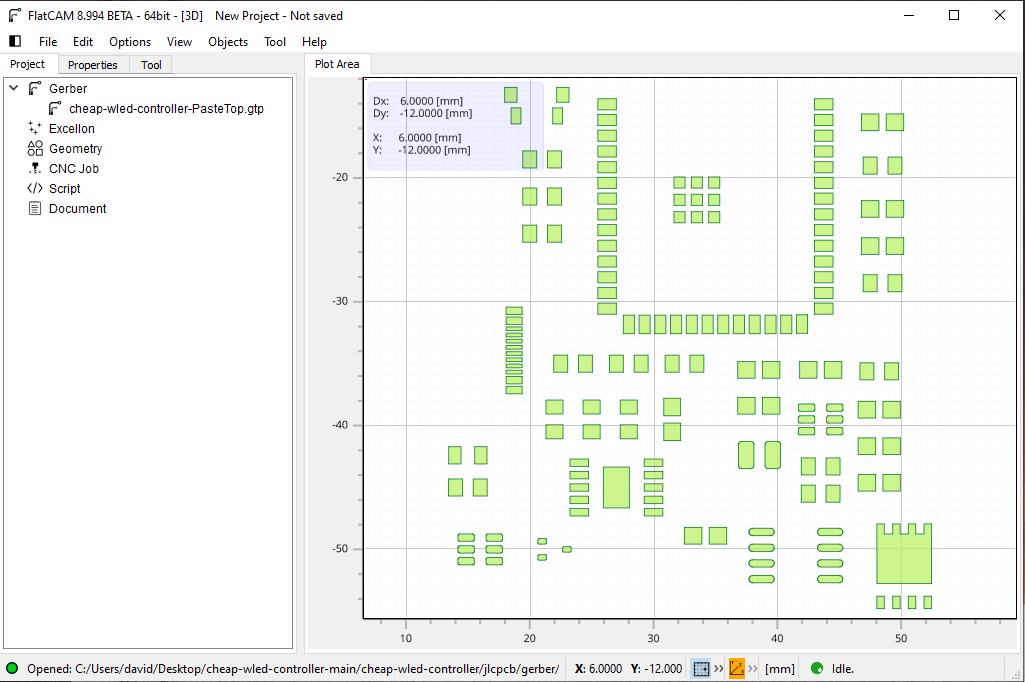 FlatCAM 8.994 BETA - 64bit - [3D]    New Project - Not saved
File Edit Options View Objects Tool Help
Project Properties Tool
Plot Area
Gerber
cheap-wled-controller-PasteTop.gtp
Excellon
Geometry
CNC Job
Script
Document
Dx: 6.0000 [mm]
Dy: -12.0000 [mm]
X: 6.0000 [mm]
Y: -12.0000 [mm]
-20
-30
-40
-50
10 20 30 40 50
Opened: C:/Users/david/Desktop/cheap-wled-controller-main/cheap-wled-controller/jlcpcb/gerber/ X: 6.0000 Y: -12.000 [mm] Idle.